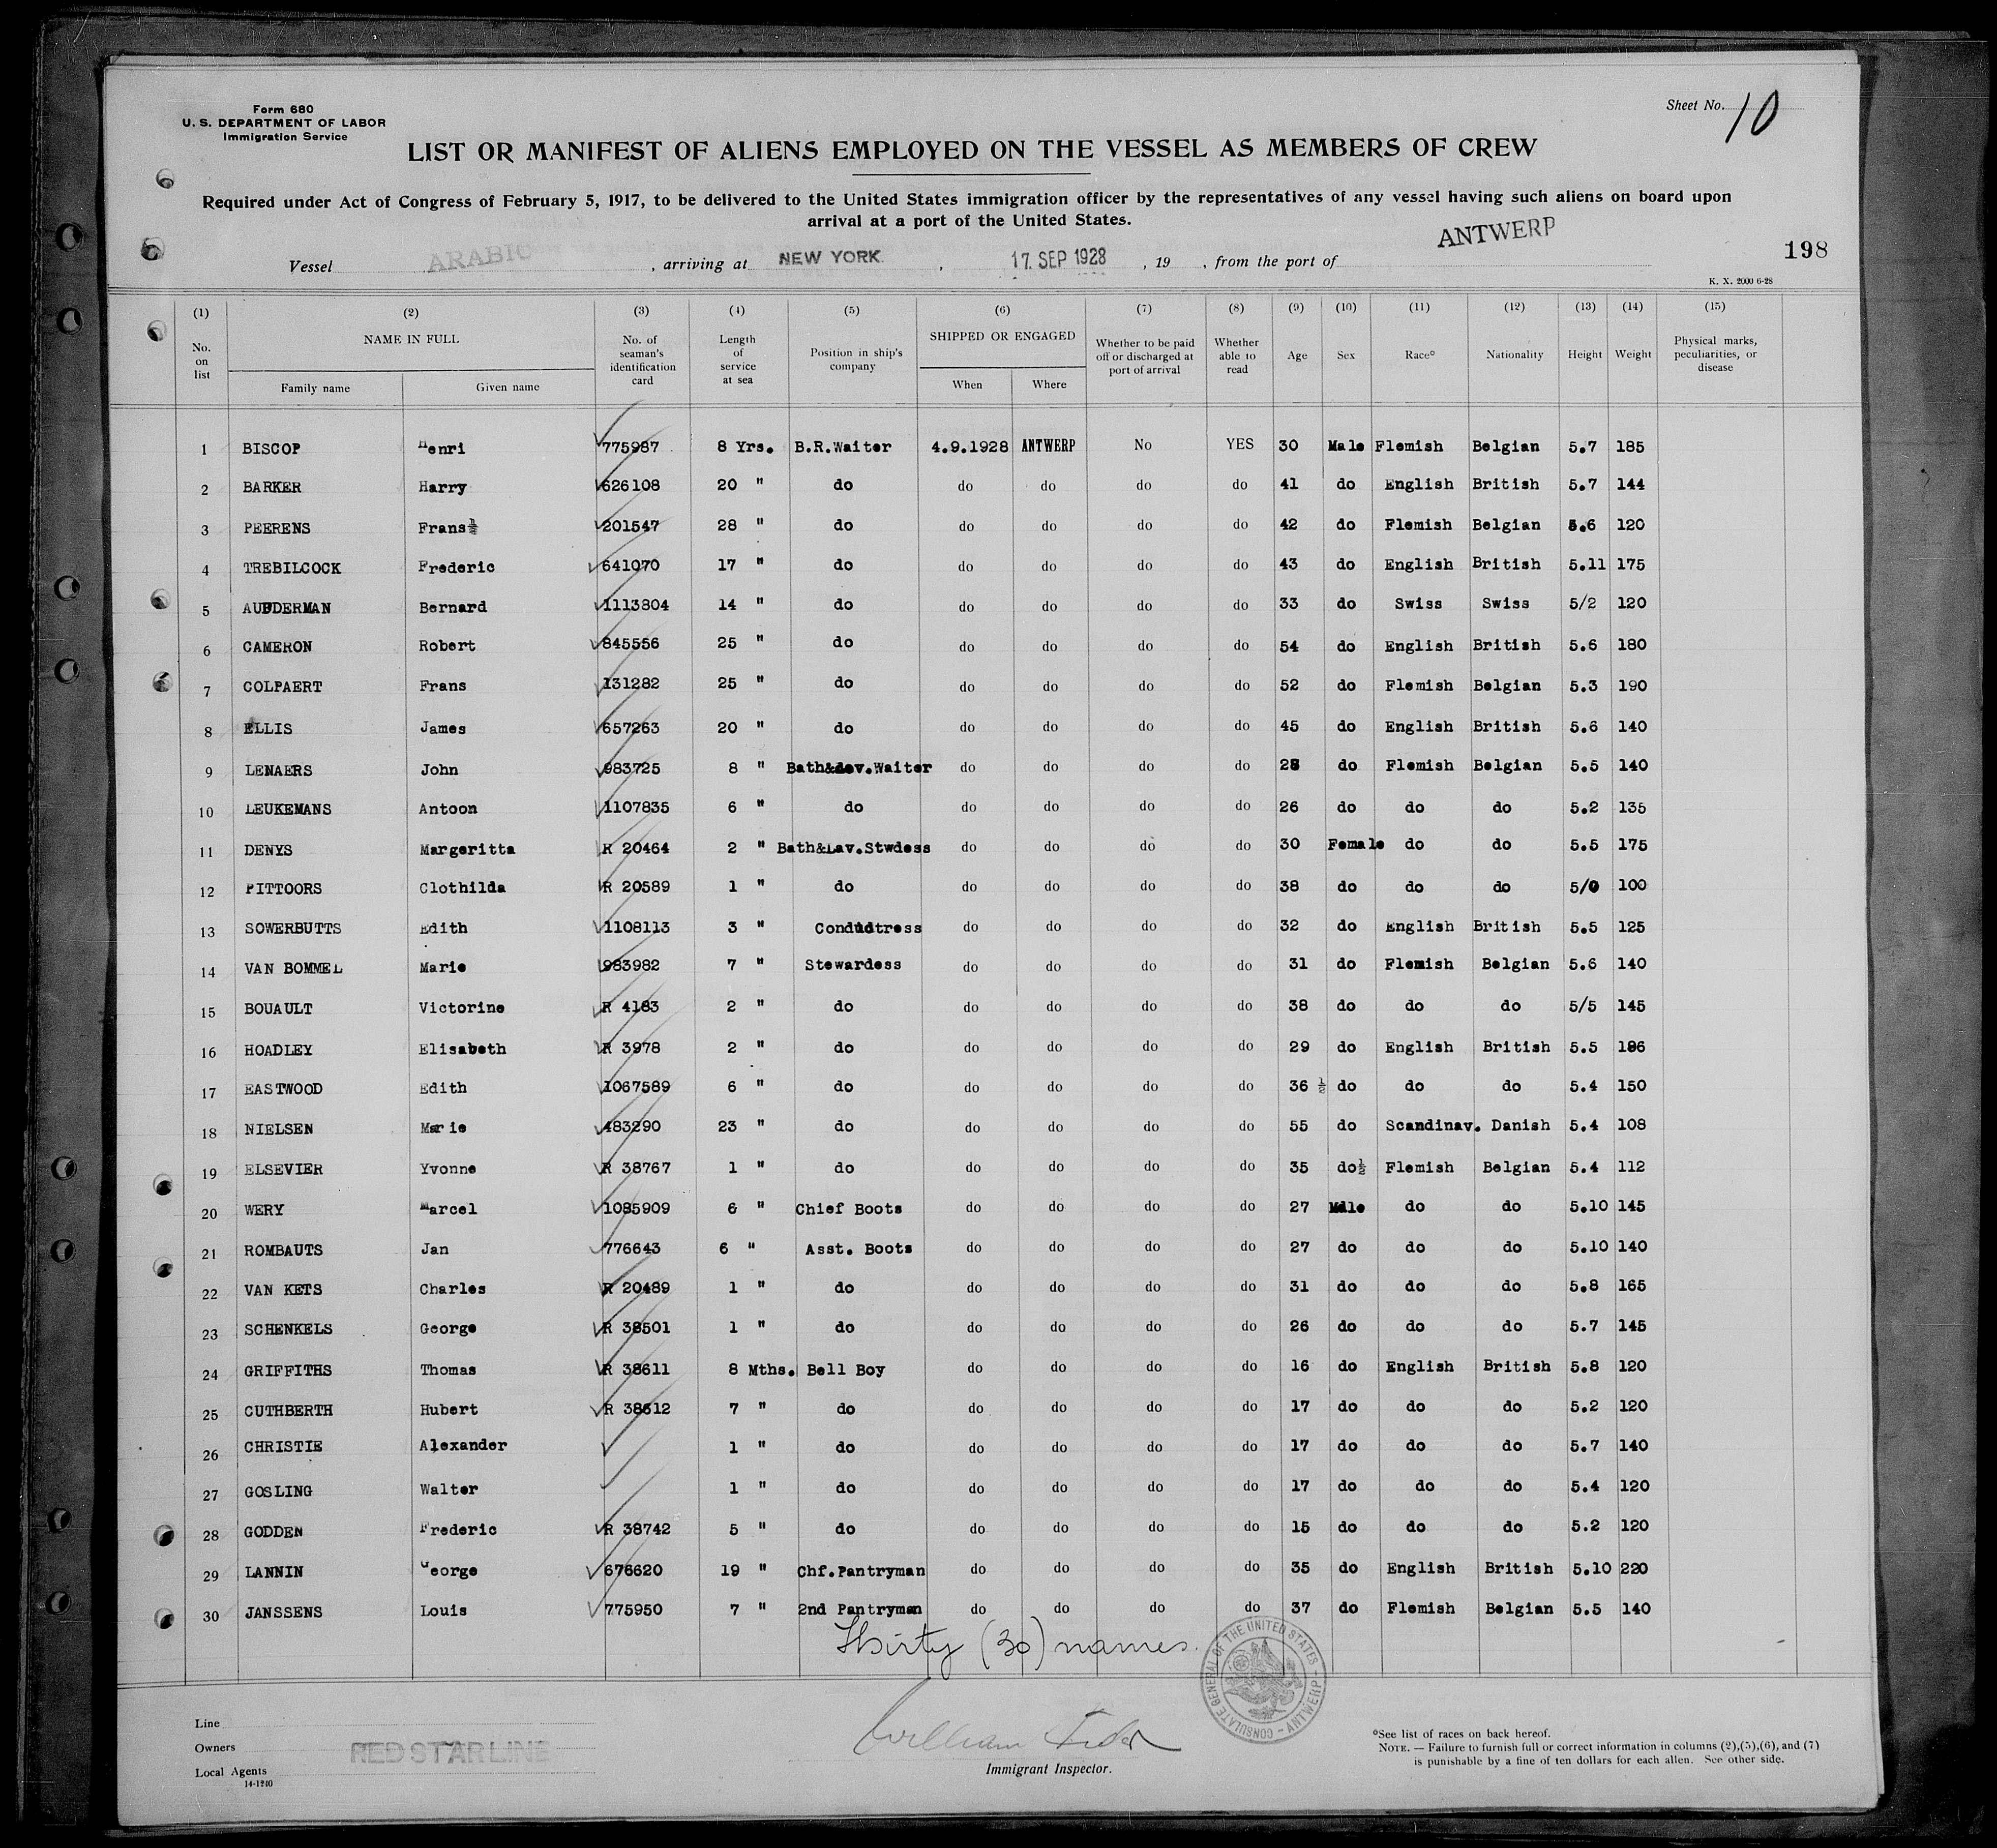 Form 680
U. S. DEPARTMENT OF LABOR
Immigration Service
Sheet No. 10
LIST OR MANIFEST OF ALIENS EMPLOYED ON THE VESSEL AS MEMBERS OF CREW
Required under Act of Congress of February 5, 1917, to be delivered to the United States immigration officer by the representatives of any vessel having such aliens on board upon
arrival at a port of the United States.
Vessel ARABIC, arriving at NEW YORK, 17. SEP 1928, 19 , from the port of ANTWERP
198
K. X. 2000 6-28
(1) (2) (3) (4) (5) (6) (7) (8) (9) (10) (11) (12) (13) (14) (15)
No. on list NAME IN FULL Family name Given name No. of seaman's identification card Length of service at sea Position in ship's company SHIPPED OR ENGAGED When Where Whether to be paid off or discharged at port of arrival Whether able to read Age Sex Race° Nationality Height Weight Physical marks, peculiarities, or disease
1 BISCOP Henri 775987 8 Yrs. B.R.Waiter 4.9.1928 ANTWERP No YES 30 Male Flemish Belgian 5.7 185
2 BARKER Harry 626108 20 " do do do do do 41 do English British 5.7 144
3 PEERENS Frans½ 201547 28 " do do do do do 42 do Flemish Belgian 5.6 120
4 TREBILCOCK Frederic 641070 17 " do do do do do 43 do English British 5.11 175
5 AUFDERMAN Bernard 1113804 14 " do do do do do 33 do Swiss Swiss 5/2 120
6 CAMERON Robert 845556 25 " do do do do do 54 do English British 5.6 180
7 COLPAERT Frans 131282 25 " do do do do do 52 do Flemish Belgian 5.3 190
8 ELLIS James 657263 20 " do do do do do 45 do English British 5.6 140
9 LENAERS John 983725 8 " Bath&Lav.Waiter do do do do 28 do Flemish Belgian 5.5 140
10 LEUKEMANS Antoon 1107835 6 " do do do do do 26 do do do 5.2 135
11 DENYS Margeritta R 20464 2 " Bath&Lav.Stwdess do do do do 30 Female do do 5.5 175
12 PITTOORS Clothilda R 20589 1 " do do do do do 38 do do do 5/0 100
13 SOWERBUTTS Edith 1108113 3 " Conductress do do do do 32 do English British 5.5 125
14 VAN BOMMEL Marie 983982 7 " Stewardess do do do do 31 do Flemish Belgian 5.6 140
15 BOUAULT Victorine R 4183 2 " do do do do do 38 do do do 5/5 145
16 HOADLEY Elisabeth R 3978 2 " do do do do do 29 do English British 5.5 186
17 EASTWOOD Edith 1067589 6 " do do do do do 36 ½ do do do 5.4 150
18 NIELSEN Marie 483290 23 " do do do do do 55 do Scandinav. Danish 5.4 108
19 ELSEVIER Yvonne R 38767 1 " do do do do do 35 do½ Flemish Belgian 5.4 112
20 WERY Marcel 1085909 6 " Chief Boots do do do do 27 Male do do 5.10 145
21 ROMBAUTS Jan 776643 6 " Asst. Boots do do do do 27 do do do 5.10 140
22 VAN KETS Charles R 20489 1 " do do do do do 31 do do do 5.8 165
23 SCHENKELS George R 38501 1 " do do do do do 26 do do do 5.7 145
24 GRIFFITHS Thomas R 38611 8 Mths. Bell Boy do do do do 16 do English British 5.8 120
25 CUTHBERTH Hubert R 38612 7 " do do do do do 17 do do do 5.2 120
26 CHRISTIE Alexander 1 " do do do do do 17 do do do 5.7 140
27 GOSLING Walter 1 " do do do do do 17 do do do 5.4 120
28 GODDEN Frederic R 38742 5 " do do do do do 15 do do do 5.2 120
29 LANNIN George 676620 19 " Chf.Pantryman do do do do 35 do English British 5.10 220
30 JANSSENS Louis 775950 7 " 2nd Pantryman do do do do 37 do Flemish Belgian 5.5 140
Thirty (30) names.
CONSULATE GENERAL OF THE UNITED STATES - ANTWERP -
Line
Owners RED STAR LINE
Local Agents
14-1240
William
Immigrant Inspector.
°See list of races on back hereof.
NOTE. — Failure to furnish full or correct information in columns (2),(5),(6), and (7)
is punishable by a fine of ten dollars for each alien. See other side.